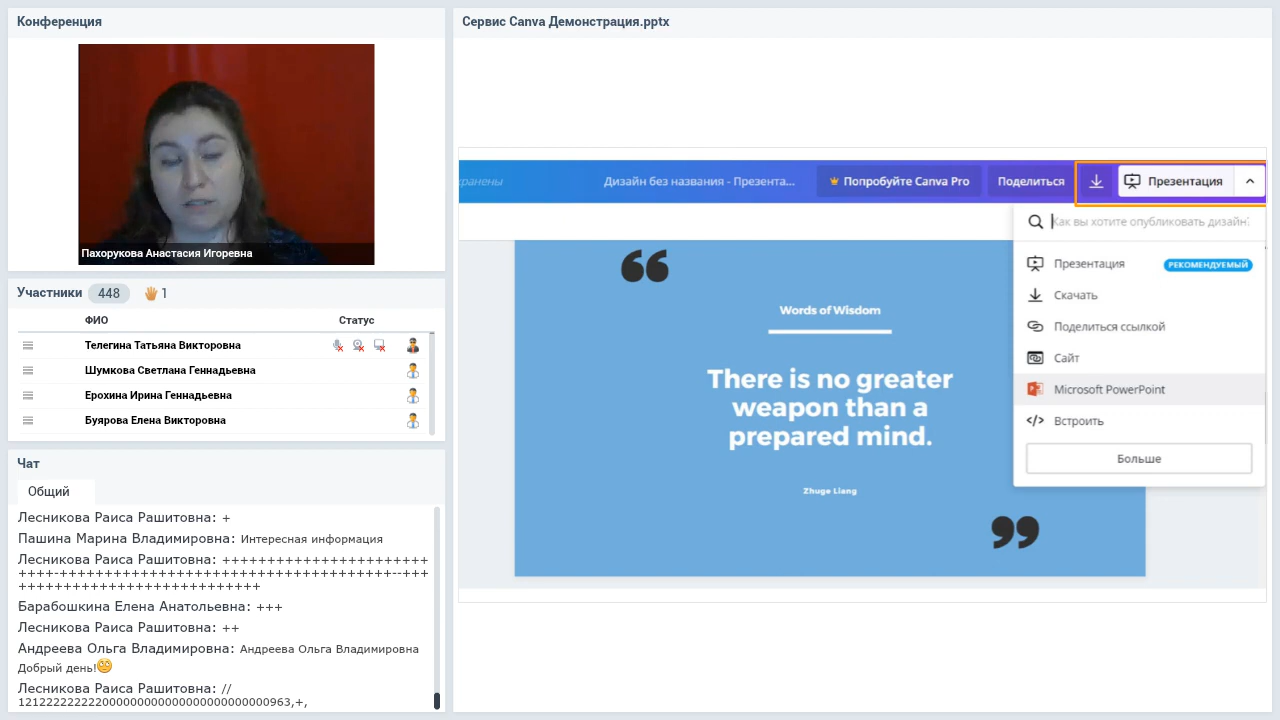 Конференция
Пахорукова Анастасия Игоревна
Участники 448 1
ФИО Статус
Телегина Татьяна Викторовна
Шумкова Светлана Геннадьевна
Ерохина Ирина Геннадьевна
Буярова Елена Викторовна
Чат
Общий
Лесникова Раиса Рашитовна: +
Пашина Марина Владимировна: Интересная информация
Лесникова Раиса Рашитовна: ++++++++++++++++++++++++
++++-+++++++++++++++++++++++++++++++++++++--+++
++++++++++++++++++++++++++++
Барабошкина Елена Анатольевна: +++
Лесникова Раиса Рашитовна: ++
Андреева Ольга Владимировна: Андреева Ольга Владимировна
Добрый день!
Лесникова Раиса Рашитовна: //
1212222222220000000000000000000000000963,+,
Сервис Canva Демонстрация.pptx
Дизайн без названия - Презента... Попробуйте Canva Pro Поделиться Презентация
Как вы хотите опубликовать дизайн?
Презентация РЕКОМЕНДУЕМЫЙ
Скачать
Поделиться ссылкой
Сайт
Microsoft PowerPoint
Встроить
Больше
“
Words of Wisdom
There is no greater
weapon than a
prepared mind.
Zhuge Liang
”